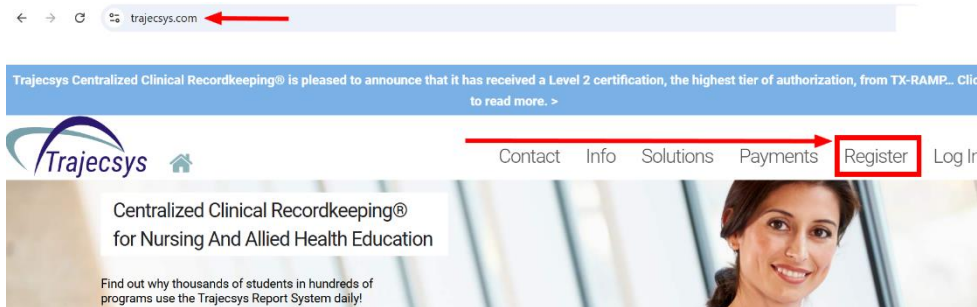 trajecsys.com
Trajecsys Centralized Clinical Recordkeeping® is pleased to announce that it has received a Level 2 certification, the highest tier of authorization, from TX-RAMP... Clic
to read more. >
Trajecsys
Contact Info Solutions Payments Register Log In
Centralized Clinical Recordkeeping®
for Nursing And Allied Health Education
Find out why thousands of students in hundreds of
programs use the Trajecsys Report System daily!